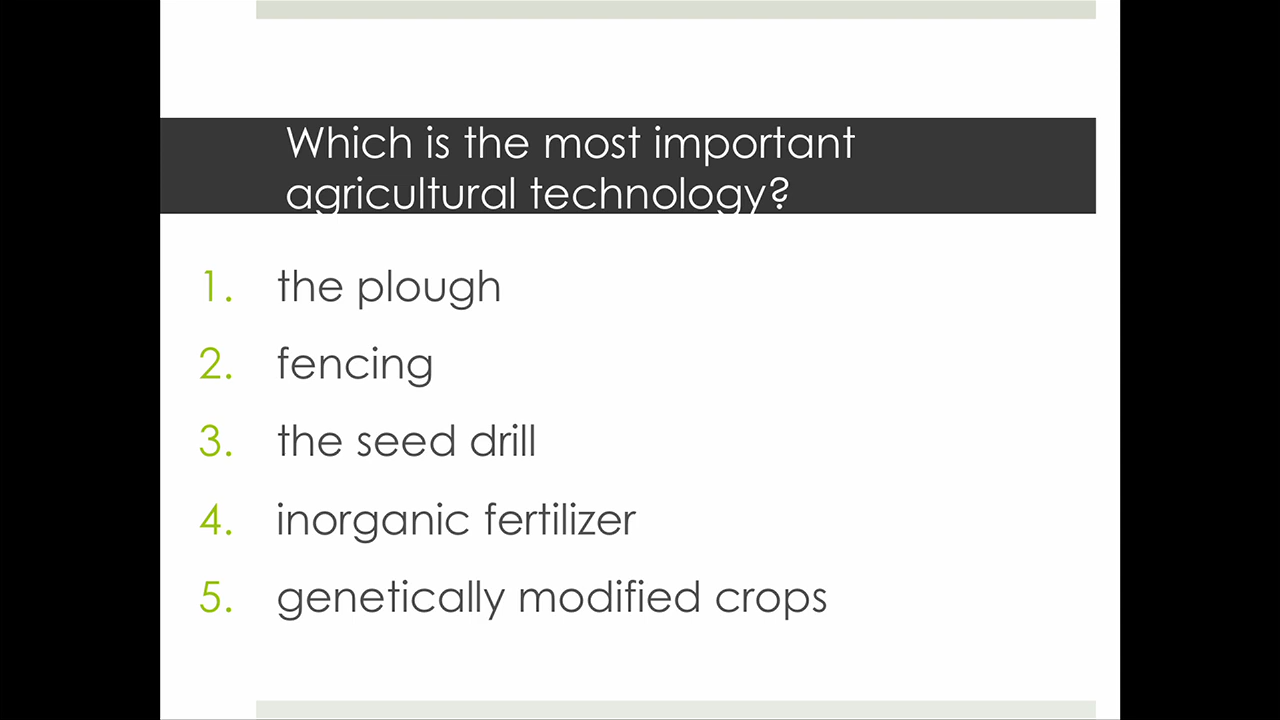 Which is the most important
agricultural technology?
1. the plough
2. fencing
3. the seed drill
4. inorganic fertilizer
5. genetically modified crops